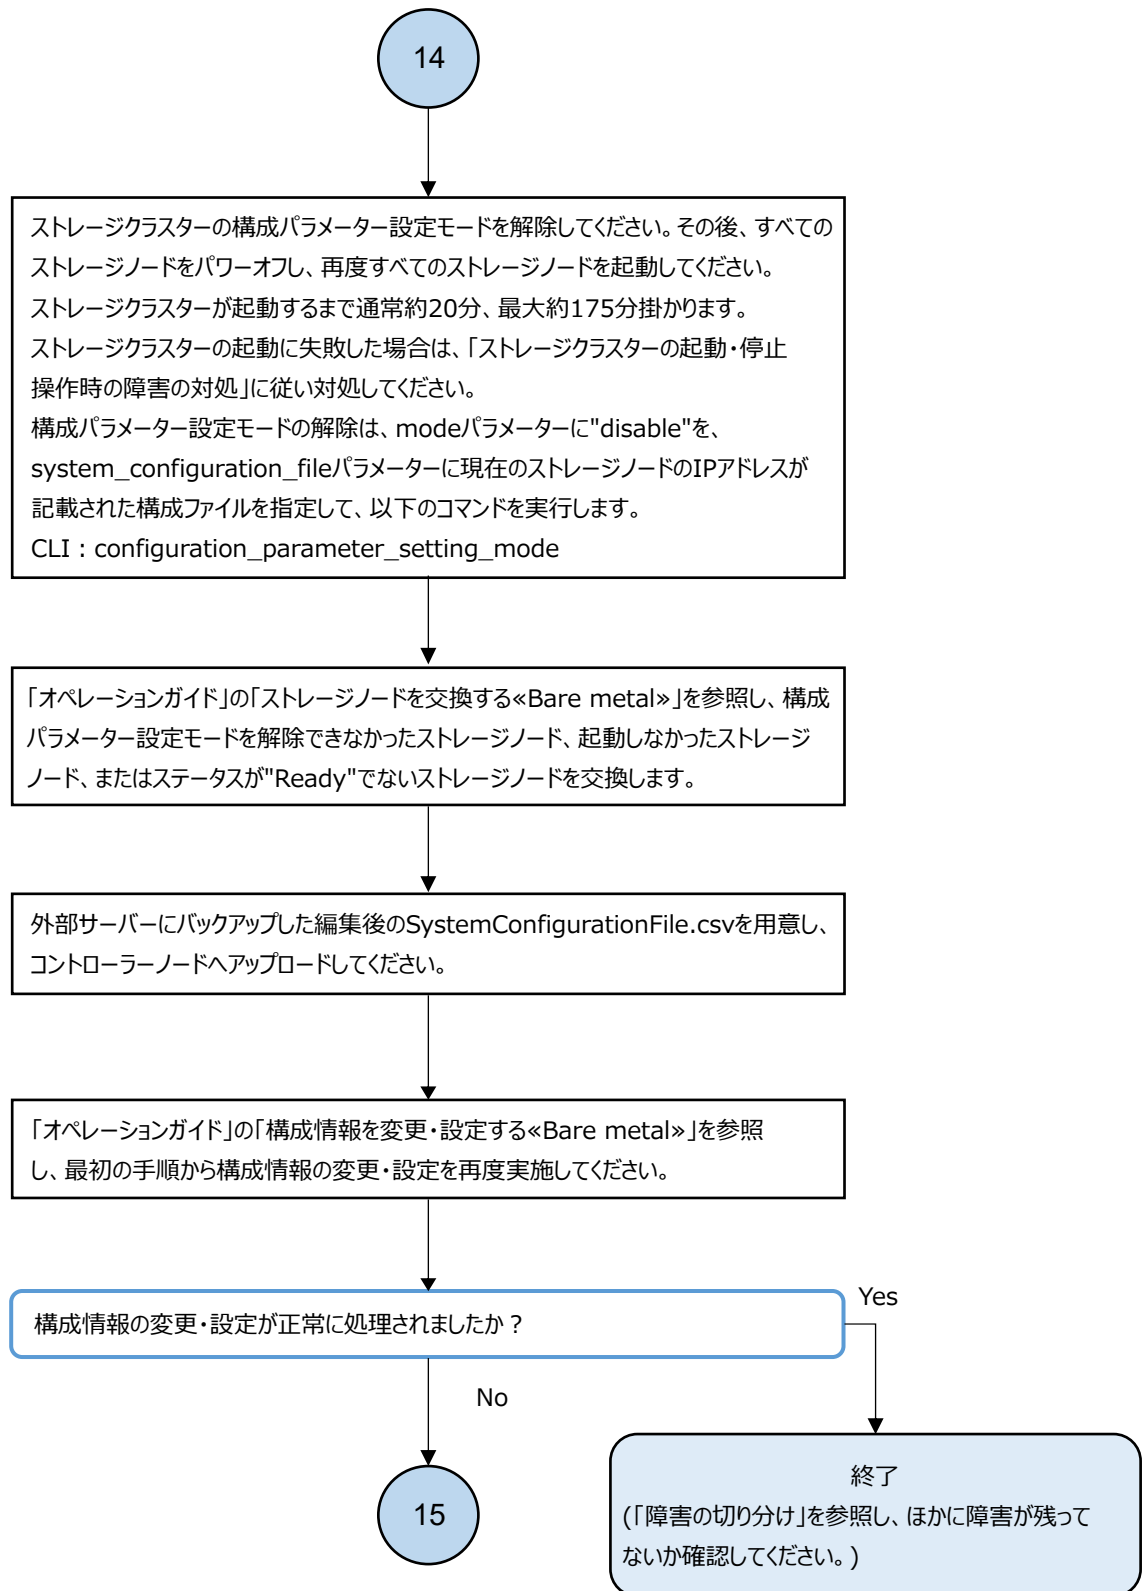 14
ストレージクラスターの構成パラメーター設定モードを解除してください。その後、すべての
ストレージノードをパワーオフし、再度すべてのストレージノードを起動してください。
ストレージクラスターが起動するまで通常約20分、最大約175分掛かります。
ストレージクラスターの起動に失敗した場合は、「ストレージクラスターの起動・停止
操作時の障害の対処」に従い対処してください。
構成パラメーター設定モードの解除は、modeパラメーターに"disable"を、
system_configuration_fileパラメーターに現在のストレージノードのIPアドレスが
記載された構成ファイルを指定して、以下のコマンドを実行します。
CLI：configuration_parameter_setting_mode
「オペレーションガイド」の「ストレージノードを交換する«Bare metal»」を参照し、構成
パラメーター設定モードを解除できなかったストレージノード、起動しなかったストレージ
ノード、またはステータスが"Ready"でないストレージノードを交換します。
外部サーバーにバックアップした編集後のSystemConfigurationFile.csvを用意し、
コントローラーノードへアップロードしてください。
「オペレーションガイド」の「構成情報を変更・設定する«Bare metal»」を参照
し、最初の手順から構成情報の変更・設定を再度実施してください。
構成情報の変更・設定が正常に処理されましたか？
Yes
No
15
終了
(「障害の切り分け」を参照し、ほかに障害が残って
ないか確認してください。)